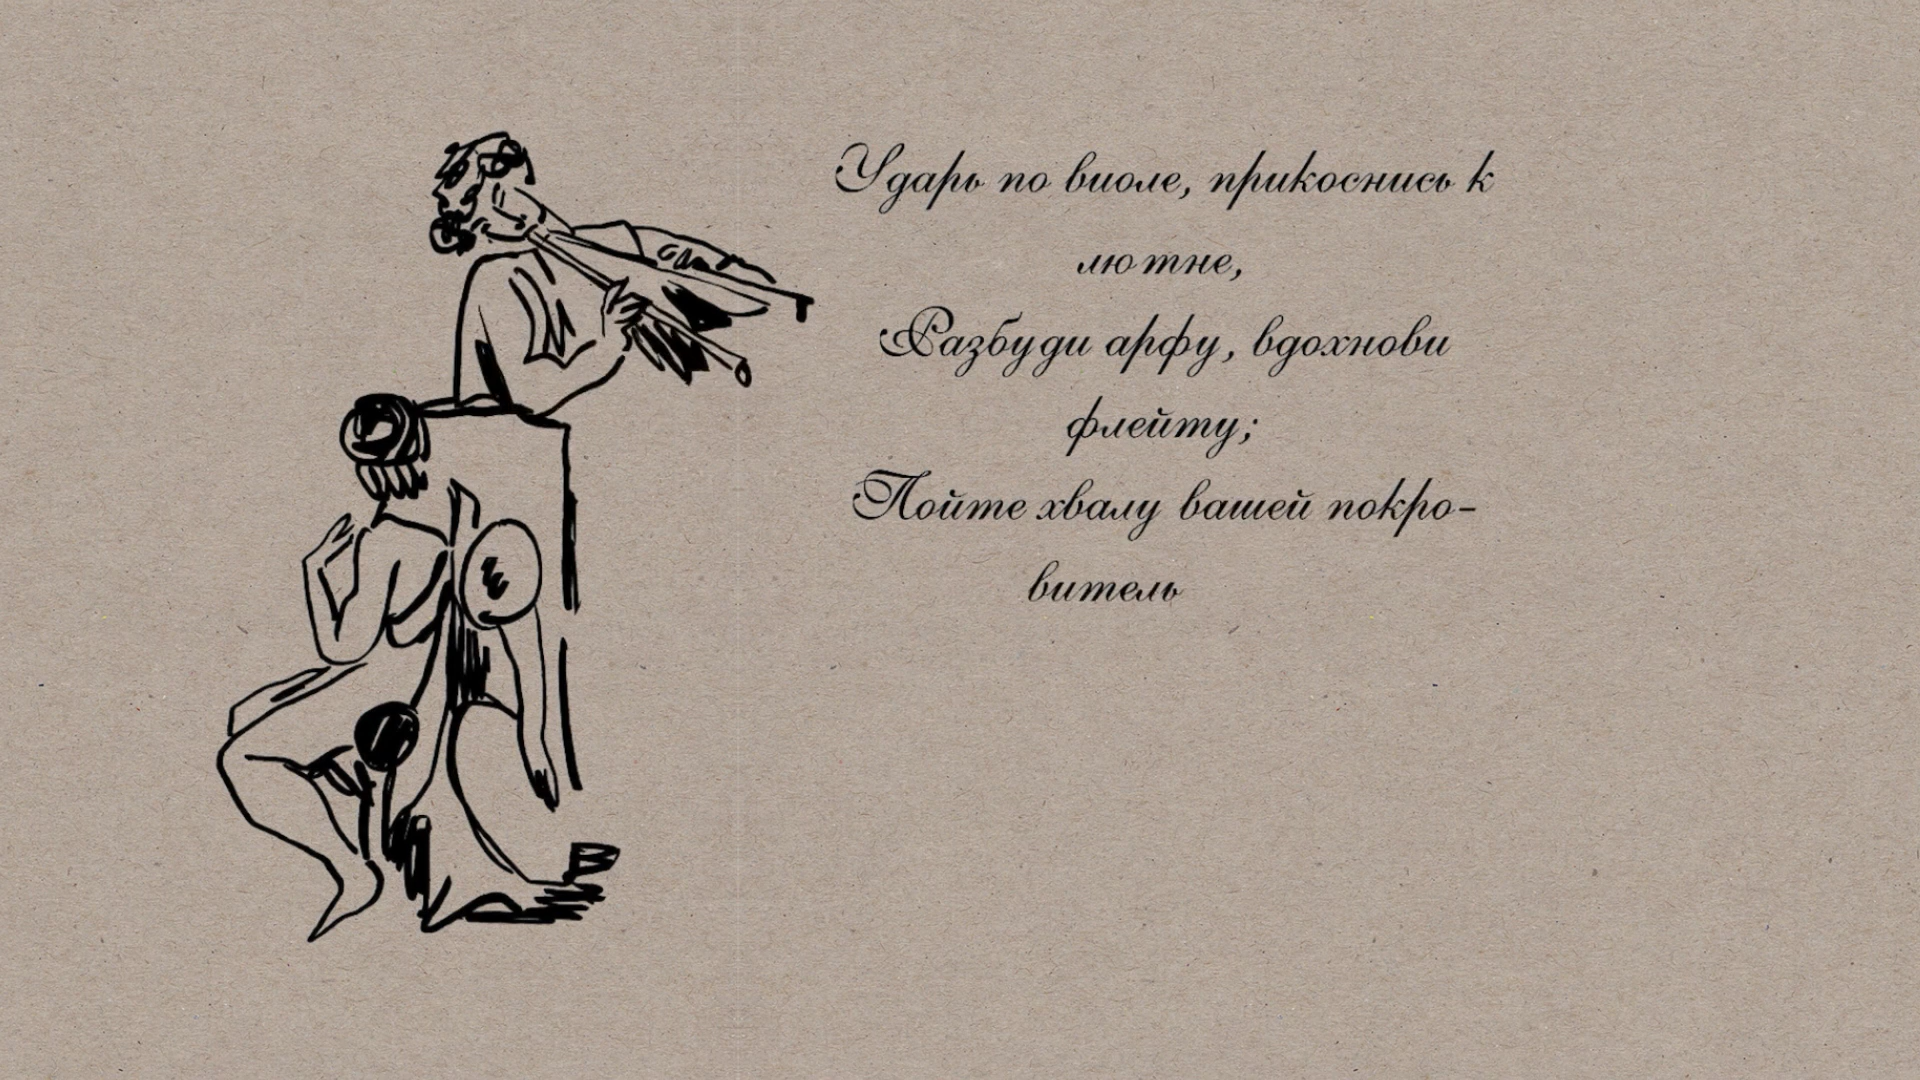 Ударь по виоле, прикоснись к
лютне,
Разбуди арфу, вдохнови
флейту;
Пойте хвалу вашей покро-
витель